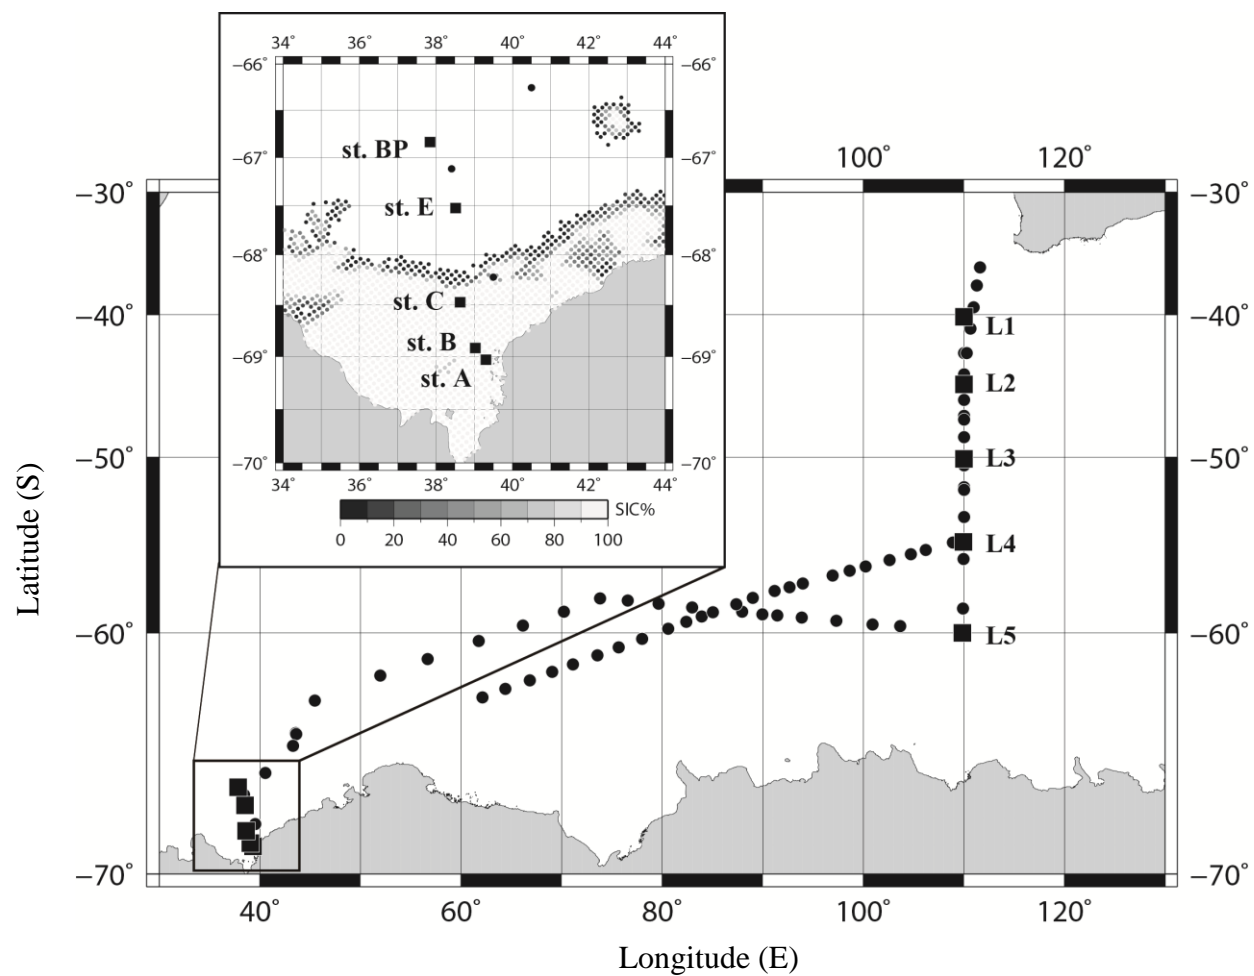 34˚ 36˚ 38˚ 40˚ 42˚ 44˚
−66˚ −66˚
st. BP
−67˚ −67˚
st. E
−68˚ −68˚
st. C
st. B
−69˚ −69˚
st. A
−70˚ −70˚
34˚ 36˚ 38˚ 40˚ 42˚ 44˚
SIC%
0 20 40 60 80 100
100˚ 120˚
−30˚ −30˚
−40˚ −40˚
L1
L2
−50˚ L3 −50˚
L4
−60˚ L5 −60˚
−70˚ −70˚
40˚ 60˚ 80˚ 100˚ 120˚
Latitude (S)
Longitude (E)